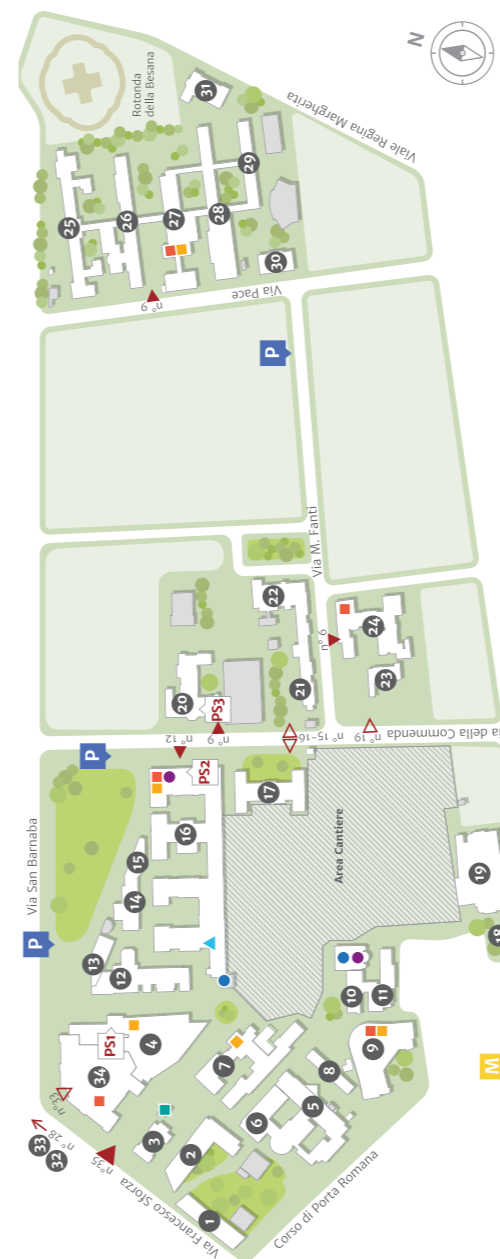 N
Rotonda
della Besana
31
Viale Regina Margherita
25
26
27
28
29
30
n° 9
Via Pace
P
Via M. Fanti
22
21
20
PS3
n° 6
24
23
n° 12
n° 9
n° 15-16
n° 19
ia della Commenda
P
PS2
Via San Barnaba
17
16
15
14
13
12
P
Area Cantiere
19
18
10
11
9
M
PS1
4
34
n°33
33
32
n° 28
n°35
3
7
8
6
5
2
1
Via Francesco Sforza
Corso di Porta Romana